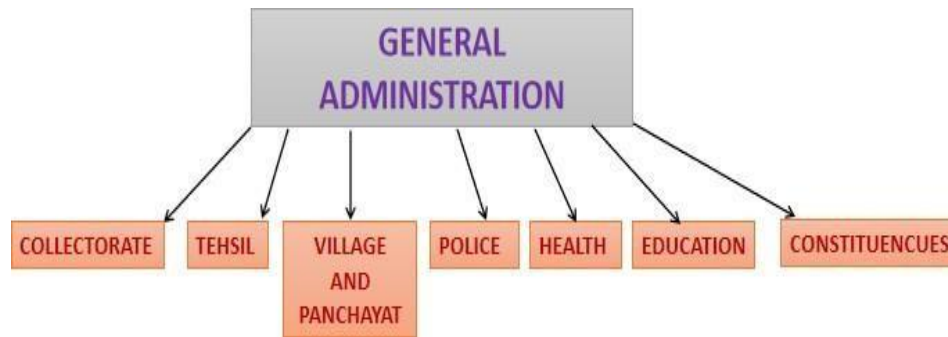 GENERAL
ADMINISTRATION
COLLECTORATE
TEHSIL
VILLAGE
AND
PANCHAYAT
POLICE
HEALTH
EDUCATION
CONSTITUENCUES